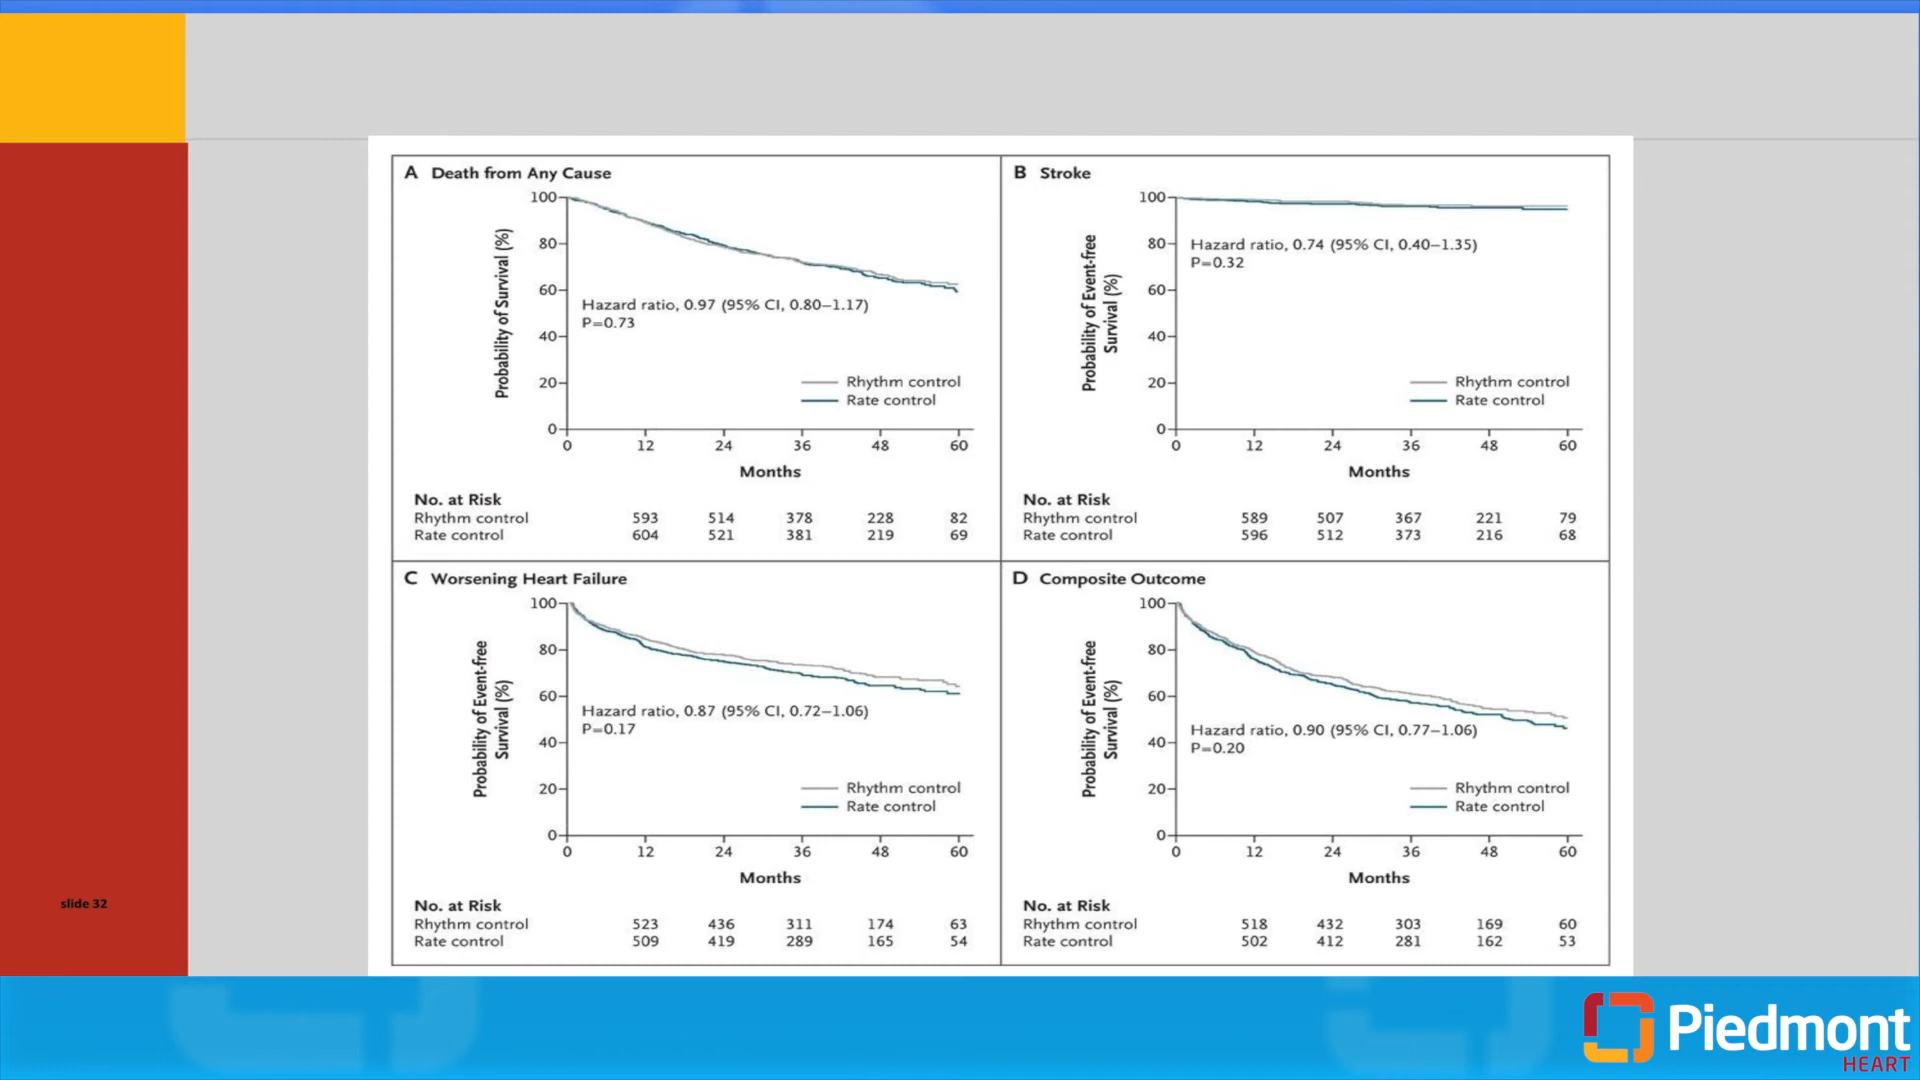 A Death from Any Cause
Probability of Survival (%)
100
80
60
40
20
0
Hazard ratio, 0.97 (95% CI, 0.80–1.17)
P=0.73
Rhythm control
Rate control
0 12 24 36 48 60
Months
No. at Risk
Rhythm control 593 514 378 228 82
Rate control 604 521 381 219 69
B Stroke
Probability of Event-free
Survival (%)
100
80
60
40
20
0
Hazard ratio, 0.74 (95% CI, 0.40–1.35)
P=0.32
Rhythm control
Rate control
0 12 24 36 48 60
Months
No. at Risk
Rhythm control 589 507 367 221 79
Rate control 596 512 373 216 68
C Worsening Heart Failure
Probability of Event-free
Survival (%)
100
80
60
40
20
0
Hazard ratio, 0.87 (95% CI, 0.72–1.06)
P=0.17
Rhythm control
Rate control
0 12 24 36 48 60
Months
No. at Risk
Rhythm control 523 436 311 174 63
Rate control 509 419 289 165 54
D Composite Outcome
Probability of Event-free
Survival (%)
100
80
60
40
20
0
Hazard ratio, 0.90 (95% CI, 0.77–1.06)
P=0.20
Rhythm control
Rate control
0 12 24 36 48 60
Months
No. at Risk
Rhythm control 518 432 303 169 60
Rate control 502 412 281 162 53
slide 32
Piedmont
HEART